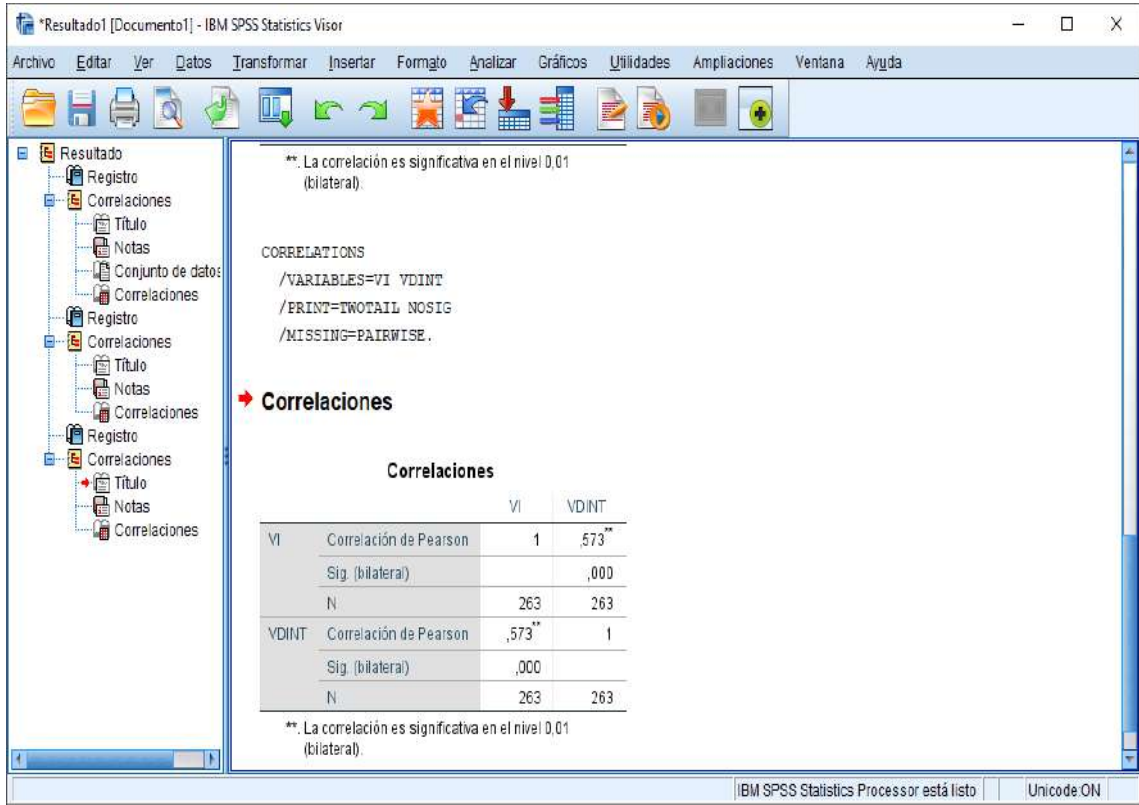 *Resultado1 [Documento1] - IBM SPSS Statistics Visor
Archivo Editar Ver Datos Transformar Insertar Formato Analizar Gráficos Utilidades Ampliaciones Ventana Ayuda
Resultado
Registro
Correlaciones
Título
Notas
Conjunto de datos
Correlaciones
Registro
Correlaciones
Título
Notas
Correlaciones
Registro
Correlaciones
Título
Notas
Correlaciones
**. La correlación es significativa en el nivel 0,01
(bilateral).
CORRELATIONS
/VARIABLES=VI VDINT
/PRINT=TWOTAIL NOSIG
/MISSING=PAIRWISE.
Correlaciones
Correlaciones
VI VDINT
VI Correlación de Pearson 1 ,573**
Sig. (bilateral) ,000
N 263 263
VDINT Correlación de Pearson ,573** 1
Sig. (bilateral) ,000
N 263 263
**. La correlación es significativa en el nivel 0,01
(bilateral).
IBM SPSS Statistics Processor está listo Unicode:ON